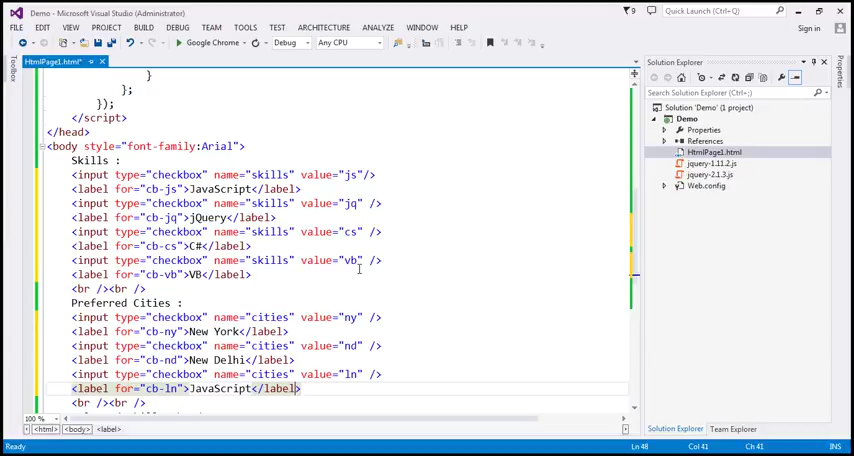 Demo - Microsoft Visual Studio (Administrator)
9
Quick Launch (Ctrl+;)
FILE EDIT VIEW PROJECT BUILD DEBUG TEAM TOOLS TEST ARCHITECTURE ANALYZE WINDOW HELP
Sign in
Google Chrome
Debug
Any CPU
Toolbox
HtmlPage1.html*
}
};
});
</script>
</head>
<body style="font-family:Arial">
Skills :
<input type="checkbox" name="skills" value="js"/>
<label for="cb-js">JavaScript</label>
<input type="checkbox" name="skills" value="jq" />
<label for="cb-jq">jQuery</label>
<input type="checkbox" name="skills" value="cs" />
<label for="cb-cs">C#</label>
<input type="checkbox" name="skills" value="vb" />
<label for="cb-vb">VB</label>
<br /><br />
Preferred Cities :
<input type="checkbox" name="cities" value="ny" />
<label for="cb-ny">New York</label>
<input type="checkbox" name="cities" value="nd" />
<label for="cb-nd">New Delhi</label>
<input type="checkbox" name="cities" value="ln" />
<label for="cb-ln">JavaScript</label>
<br /><br />
100 %
<html> <body> <label>
Solution Explorer
Search Solution Explorer (Ctrl+;)
Solution 'Demo' (1 project)
Demo
Properties
References
HtmlPage1.html
jquery-1.11.2.js
jquery-2.1.3.js
Web.config
Solution Explorer Team Explorer
Properties
Ready
Ln 48 Col 41 Ch 41 INS